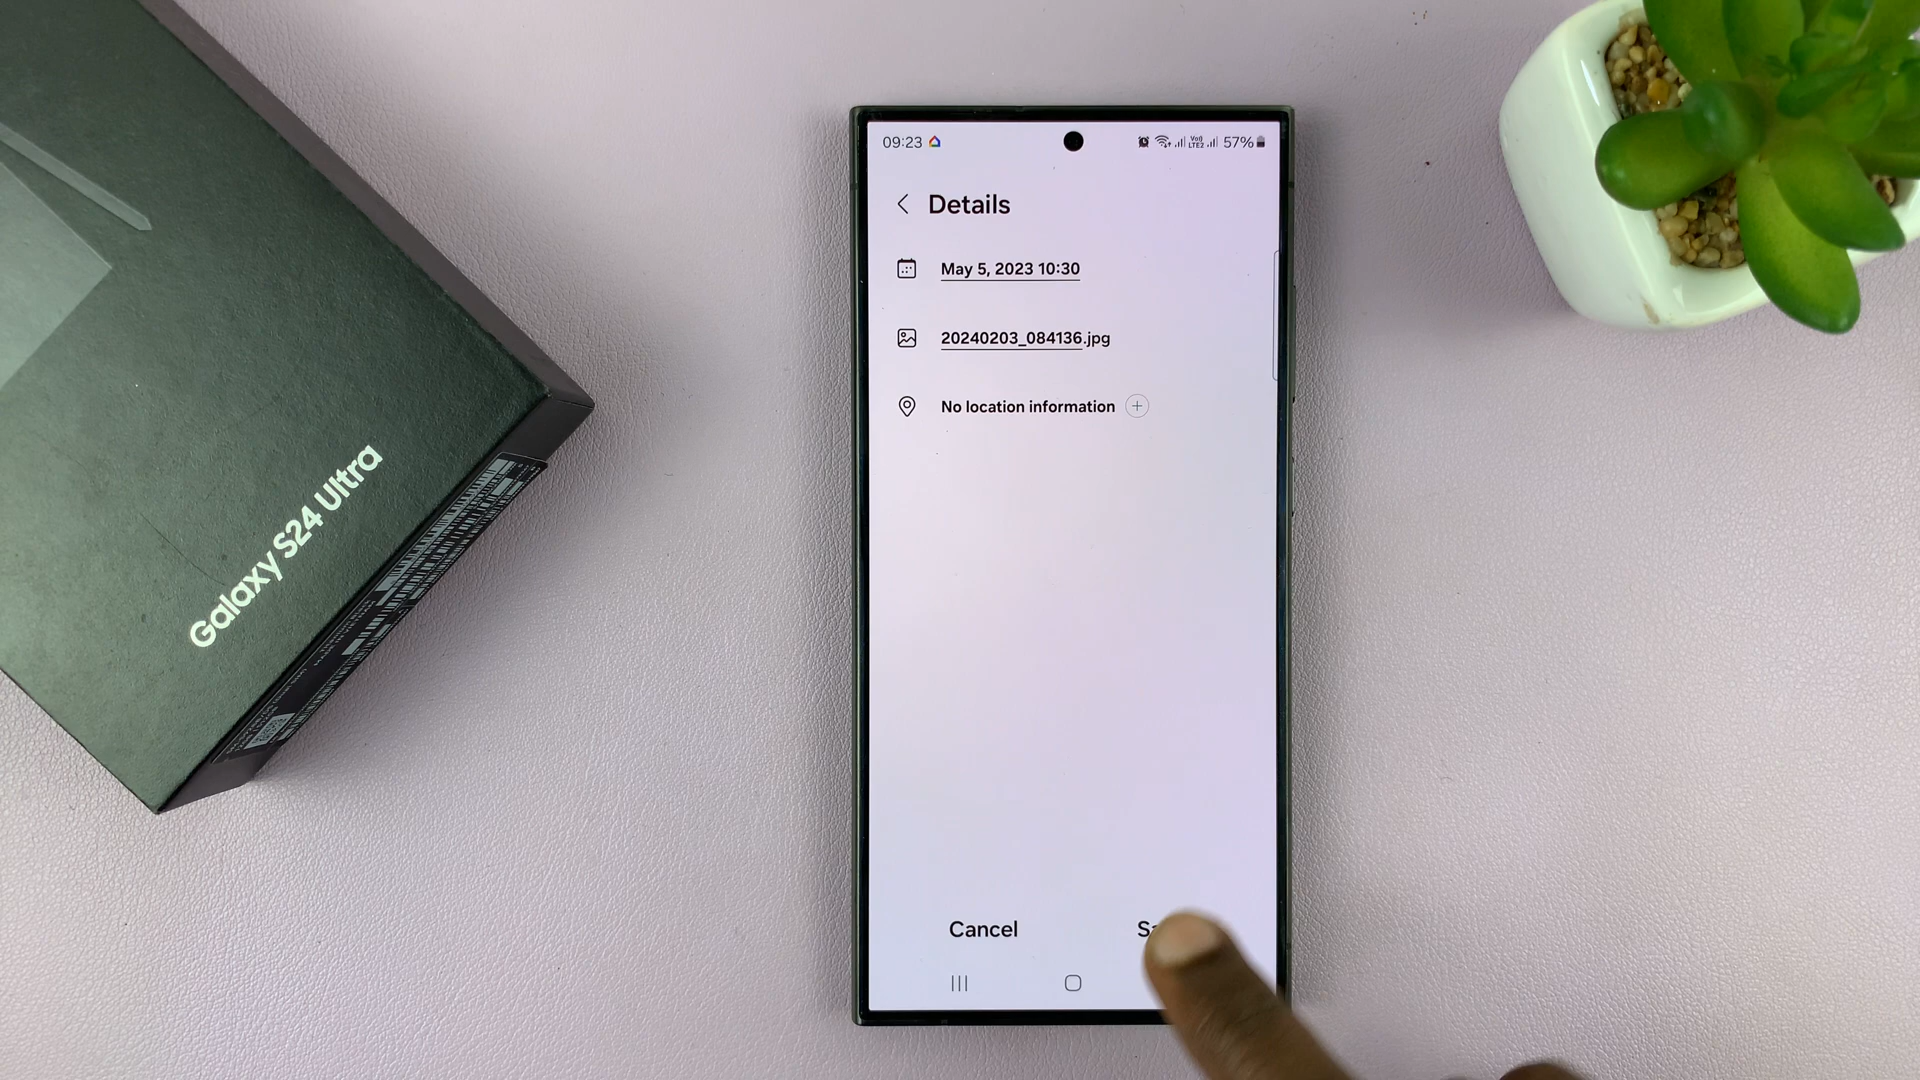 09:23
57%
Details
May 5, 2023 10:30
20240203_084136.jpg
No location information
Cancel
Galaxy S24 Ultra